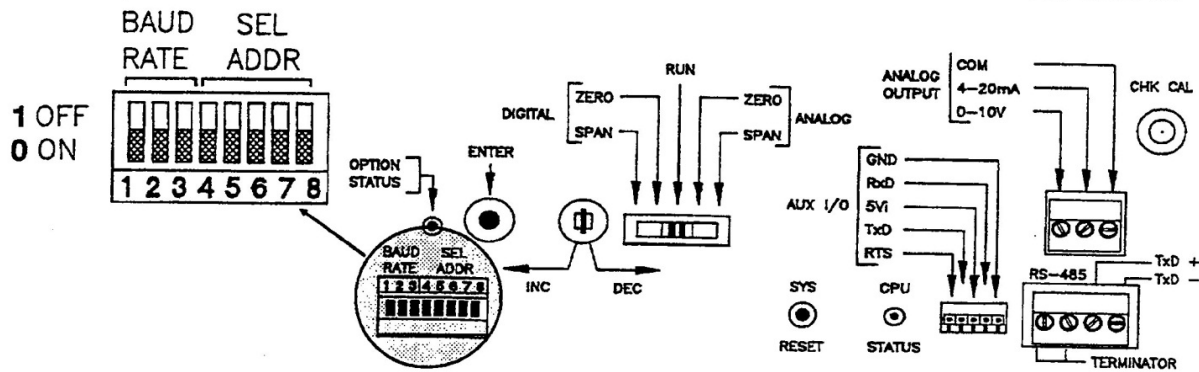 BAUD RATE
SEL ADDR
1 OFF
0 ON
1 2 3 4 5 6 7 8
OPTION STATUS
ENTER
BAUD RATE
SEL ADDR
1 2 3 4 5 6 7 8
INC
DEC
DIGITAL
ZERO
SPAN
RUN
ZERO
SPAN
ANALOG
ANALOG OUTPUT
COM
4-20mA
0-10V
CHK CAL
AUX I/O
GND
RxD
5Vi
TxD
RTS
SYS
RESET
CPU
STATUS
RS-485
TxD +
TxD -
TERMINATOR